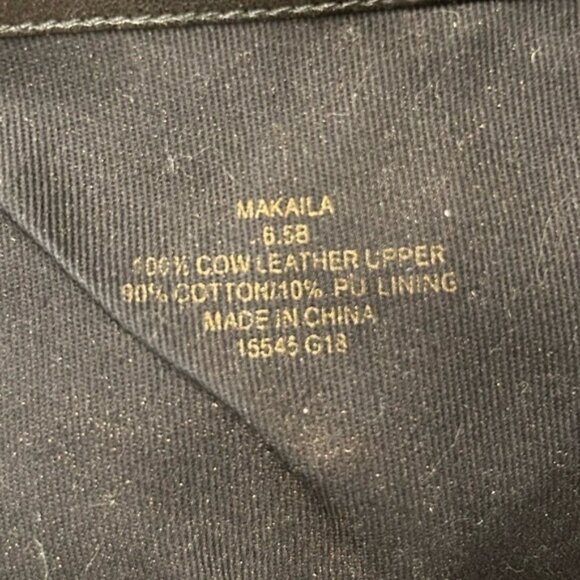 MAKAILA
6.5B
100% COW LEATHER UPPER
90% COTTON/10% PU LINING
MADE IN CHINA
15545 G18